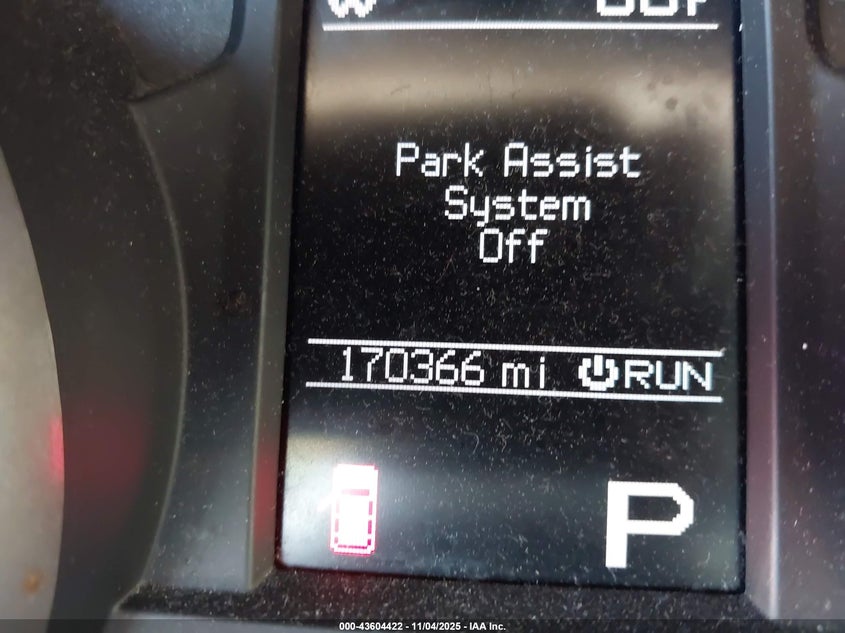 W
Park Assist
System
Off
170366 mi RUN
P
000-43604422 - 11/04/2025 - IAA Inc.